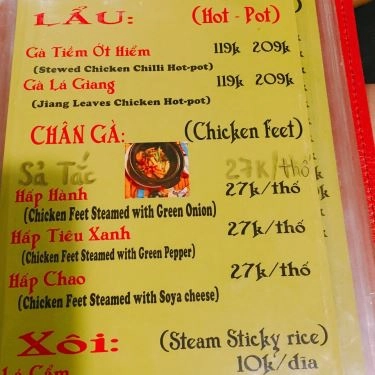 LẨU: (Hot - Pot)
Gà Tiềm Ớt Hiểm 119k 209k
(Stewed Chicken Chilli Hot-pot)
Gà Lá Giang 119k 209k
(Jiang Leaves Chicken Hot-pot)
CHÂN GÀ: (Chicken feet)
Sả Tắc 27K/thố
Hấp Hành 27k/thố
(Chicken Feet Steamed with Green Onion)
Hấp Tiêu Xanh 27k/thố
(Chicken Feet Steamed with Green Pepper)
Hấp Chao 27k/thố
(Chicken Feet Steamed with Soya cheese)
Xôi: (Steam Sticky rice)
Lá Cẩm 10k/dĩa